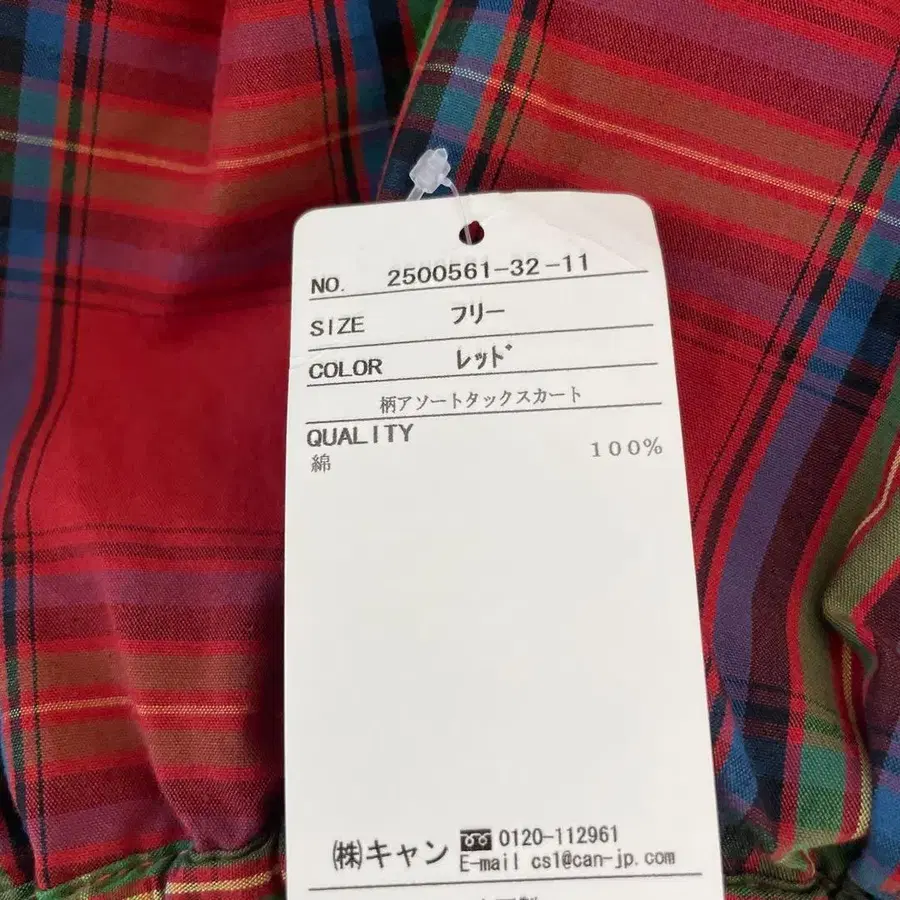 NO. 2500561-32-11
SIZE フリー
COLOR レッド
柄アソートタックスカート
QUALITY
綿 100%
(株)キャン 0120-112961
E-mail cs1@can-jp.com